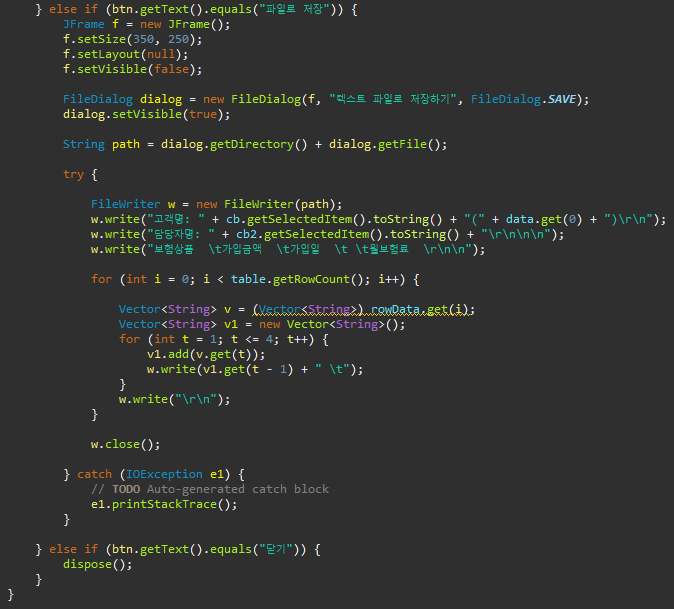 } else if (btn.getText().equals("파일로 저장")) {
JFrame f = new JFrame();
f.setSize(350, 250);
f.setLayout(null);
f.setVisible(false);
FileDialog dialog = new FileDialog(f, "텍스트 파일로 저장하기", FileDialog.SAVE);
dialog.setVisible(true);
String path = dialog.getDirectory() + dialog.getFile();
try {
FileWriter w = new FileWriter(path);
w.write("고객명: " + cb.getSelectedItem().toString() + "(" + data.get(0) + ")\r\n");
w.write("담당자명: " + cb2.getSelectedItem().toString() + "\r\n\n\n");
w.write("보험상품  \t가입금액  \t가입일  \t \t월보험료  \r\n\n");
for (int i = 0; i < table.getRowCount(); i++) {
Vector<String> v = (Vector<String>) rowData.get(i);
Vector<String> v1 = new Vector<String>();
for (int t = 1; t <= 4; t++) {
v1.add(v.get(t));
w.write(v1.get(t - 1) + " \t");
}
w.write("\r\n");
}
w.close();
} catch (IOException e1) {
// TODO Auto-generated catch block
e1.printStackTrace();
}
} else if (btn.getText().equals("닫기")) {
dispose();
}
}